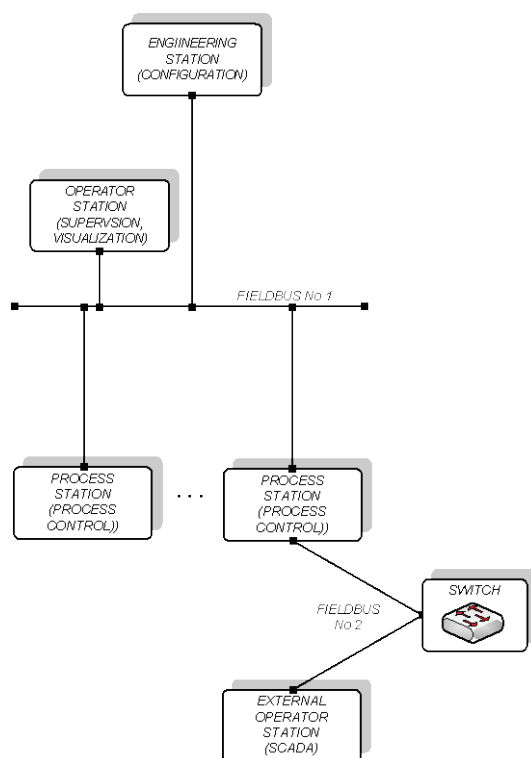 ENGIINEERING
STATION
(CONFIGURATION)
OPERATOR
STATION
(SUPERVSION,
VISUALIZATION)
FIELDBUS No 1
PROCESS
STATION
(PROCESS
CONTROL))
. . .
PROCESS
STATION
(PROCESS
CONTROL))
SWITCH
FIELDBUS
No 2
EXTERNAL
OPERATOR
STATION
(SCADA)